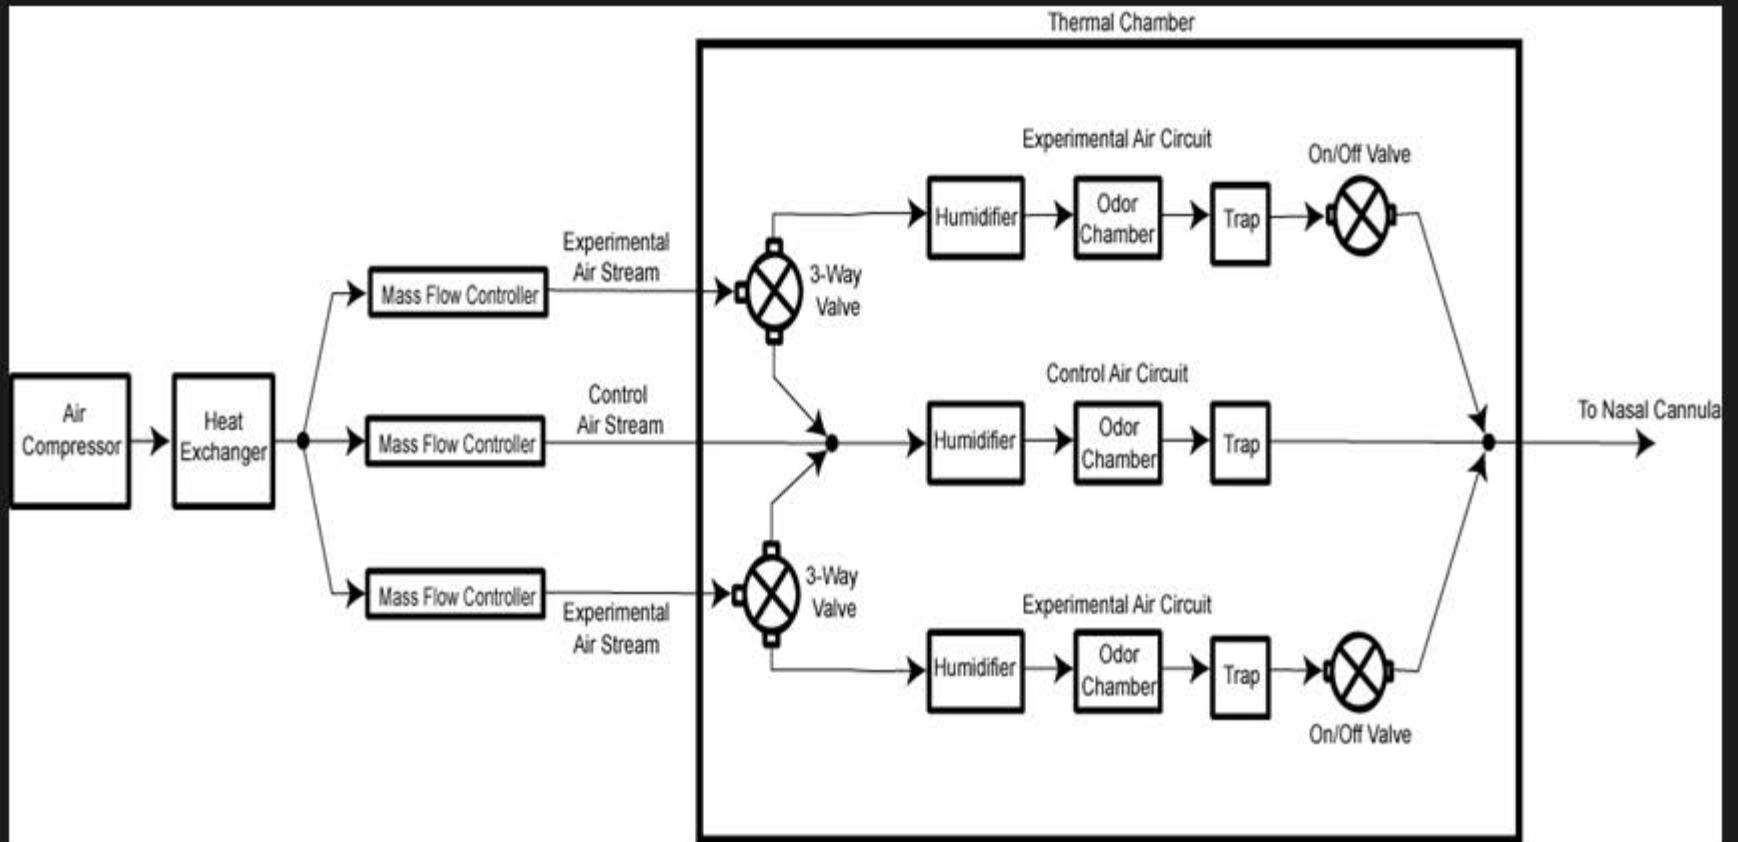 Thermal Chamber
Experimental Air Circuit
On/Off Valve
Humidifier
Odor
Chamber
Trap
Experimental
Air Stream
3-Way
Valve
Mass Flow Controller
Control Air Circuit
Control
Air Stream
To Nasal Cannula
Air
Compressor
Heat
Exchanger
Mass Flow Controller
Humidifier
Odor
Chamber
Trap
3-Way
Valve
Mass Flow Controller
Experimental
Air Stream
Experimental Air Circuit
Humidifier
Odor
Chamber
Trap
On/Off Valve